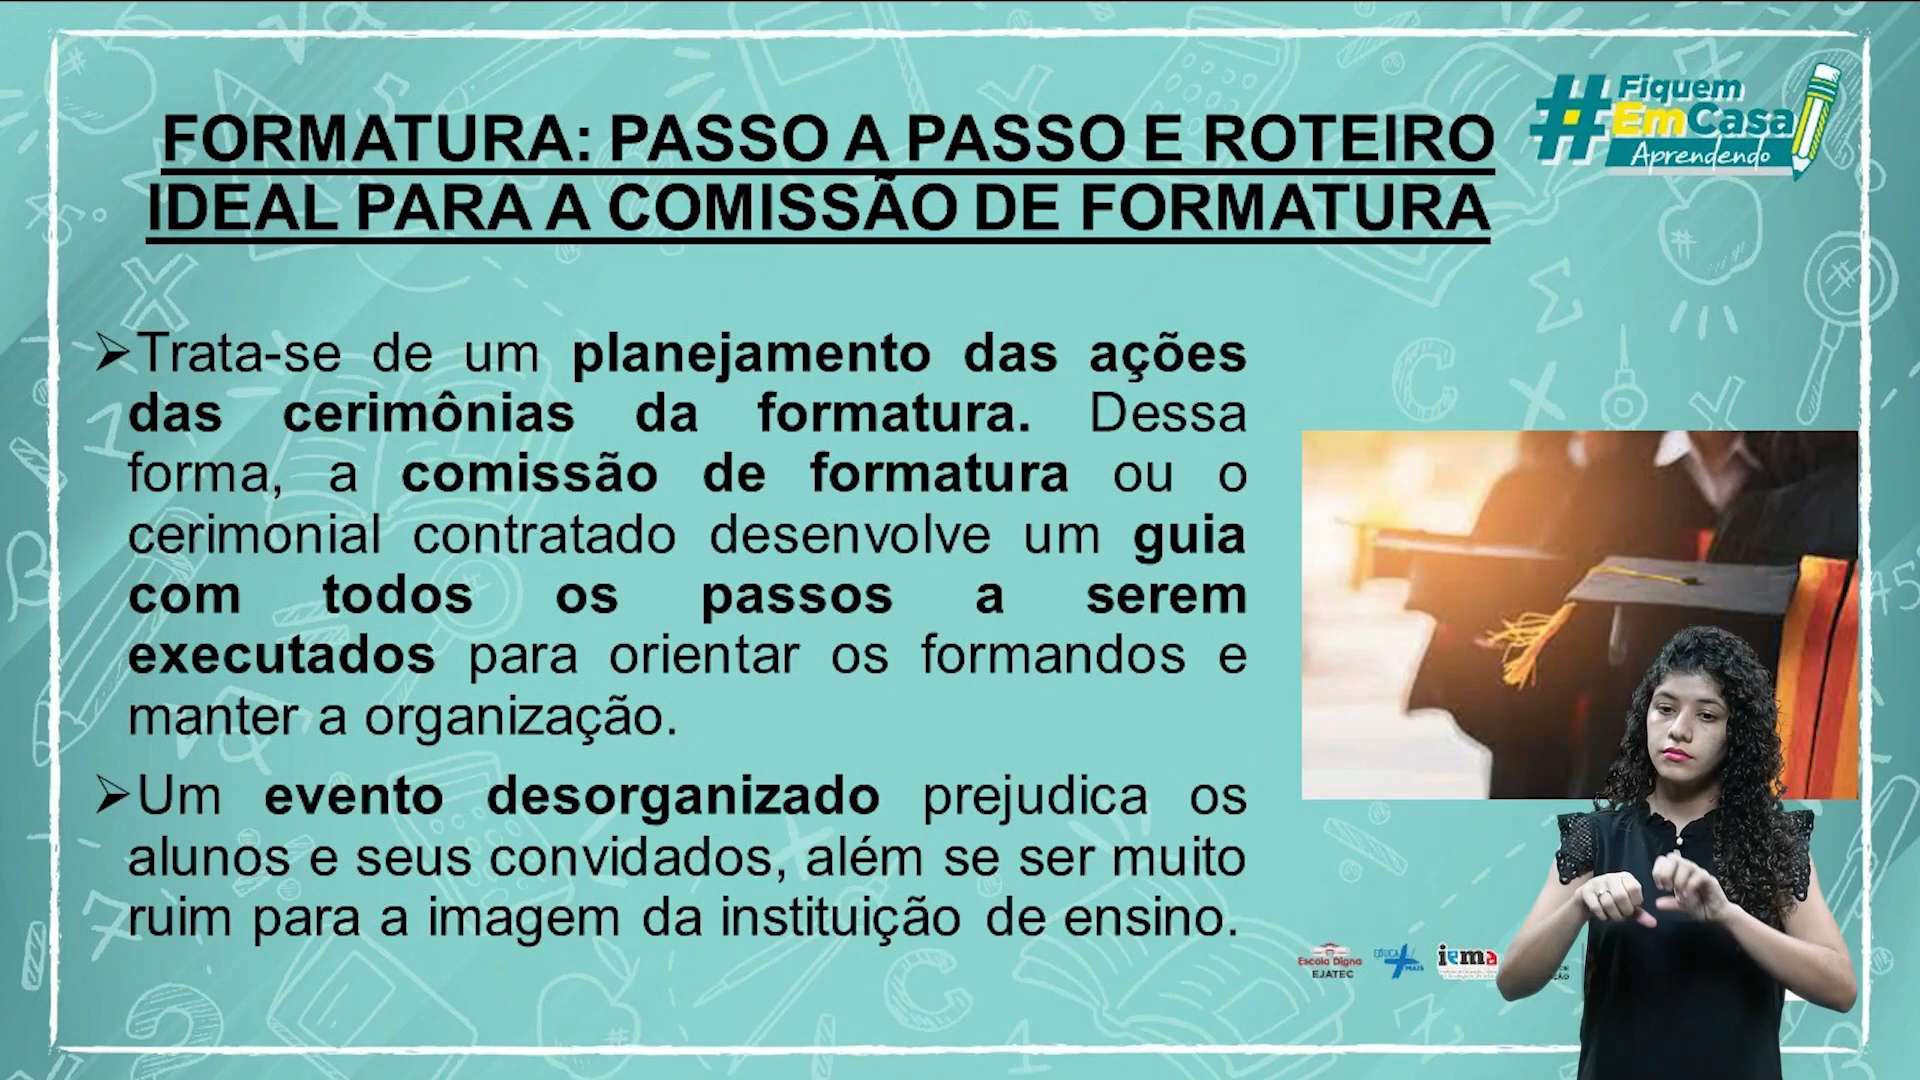 FORMATURA: PASSO A PASSO E ROTEIRO
IDEAL PARA A COMISSÃO DE FORMATURA
#Fiquem
EmCasa
Aprendendo
➢Trata-se de um planejamento das ações
das cerimônias da formatura. Dessa
forma, a comissão de formatura ou o
cerimonial contratado desenvolve um guia
com todos os passos a serem
executados para orientar os formandos e
manter a organização.
➢Um evento desorganizado prejudica os
alunos e seus convidados, além se ser muito
ruim para a imagem da instituição de ensino.
Escola Digna
EJATEC
EDUCA
MAIS
iema